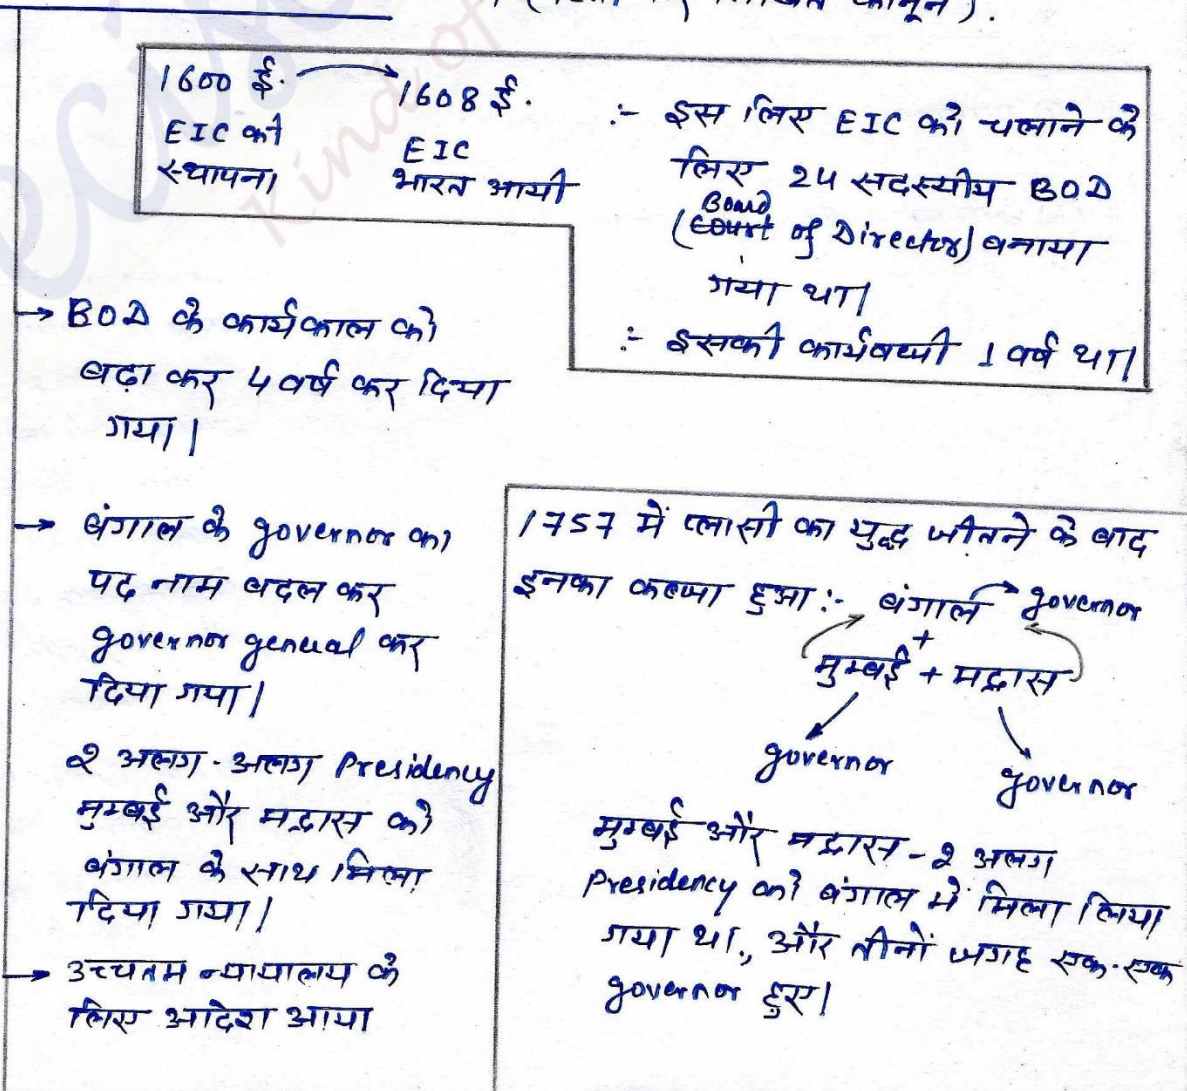 कानून).
1600 ई.
EIC की
स्थापना
1608 ई.
EIC
भारत आयी
:- इस लिए EIC को चलाने के
लिए 24 सदस्यीय BOD
Board
(Court of Director) बनाया
गया था।
:- इसकी कार्यवधी 1 वर्ष था।
→ BOD के कार्यकाल को
बढ़ा कर 4 वर्ष कर दिया
गया।
→ बंगाल के governor का
पद नाम बदल कर
governor general कर
दिया गया।
2 अलग-अलग Presidency
मुम्बई और मद्रास को
बंगाल के साथ मिला
दिया गया।
→ उच्चतम न्यायालय के
लिए आदेश आया
1757 में प्लासी का युद्ध जीतने के बाद
इनका कब्जा हुआ:- बंगाल → governor
+
मुम्बई + मद्रास
governor governor
मुम्बई और मद्रास - 2 अलग
Presidency को बंगाल में मिला लिया
गया था, और तीनों जगह एक-एक
governor हुए।